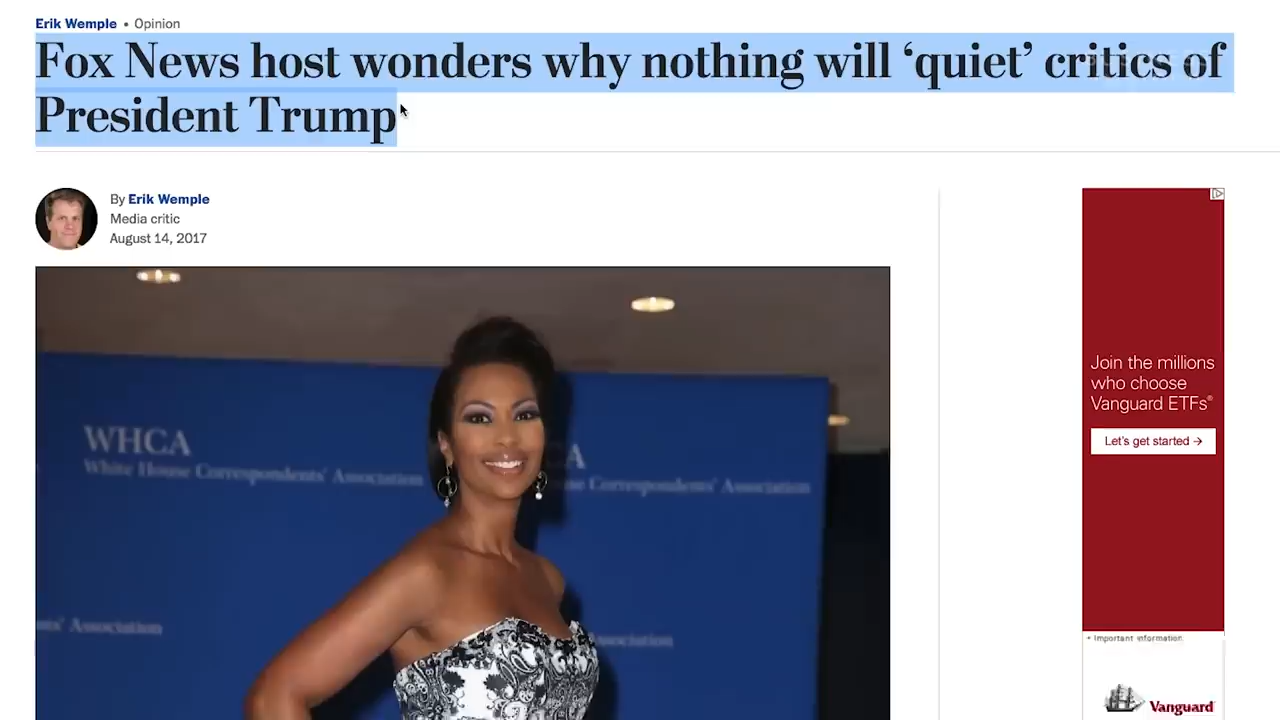 Erik Wemple • Opinion
Fox News host wonders why nothing will ‘quiet’ critics of
President Trump
By Erik Wemple
Media critic
August 14, 2017
WHCA
White House Correspondents' Association
A
Correspondents' Association
Association
Association
Join the millions
who choose
Vanguard ETFs®
Let's get started →
• Important information
Vanguard